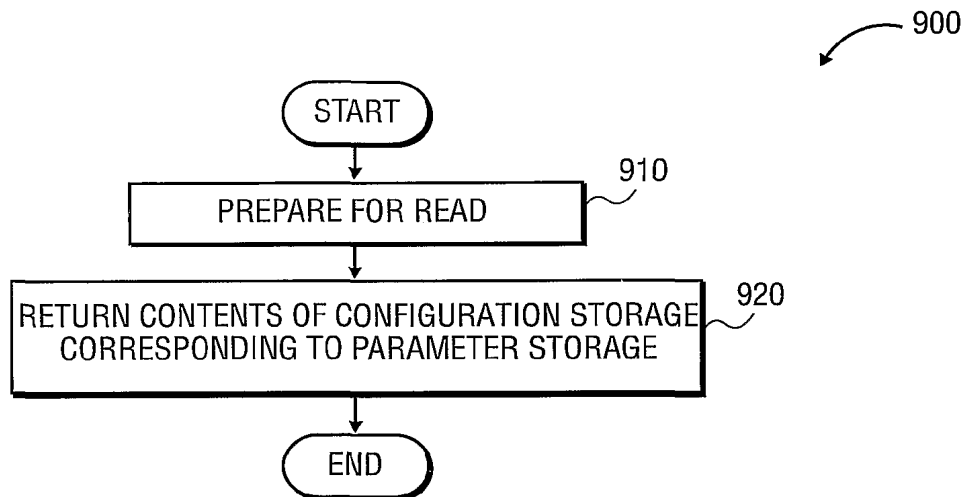 900
START
910
PREPARE FOR READ
920
RETURN CONTENTS OF CONFIGURATION STORAGE
CORRESPONDING TO PARAMETER STORAGE
END